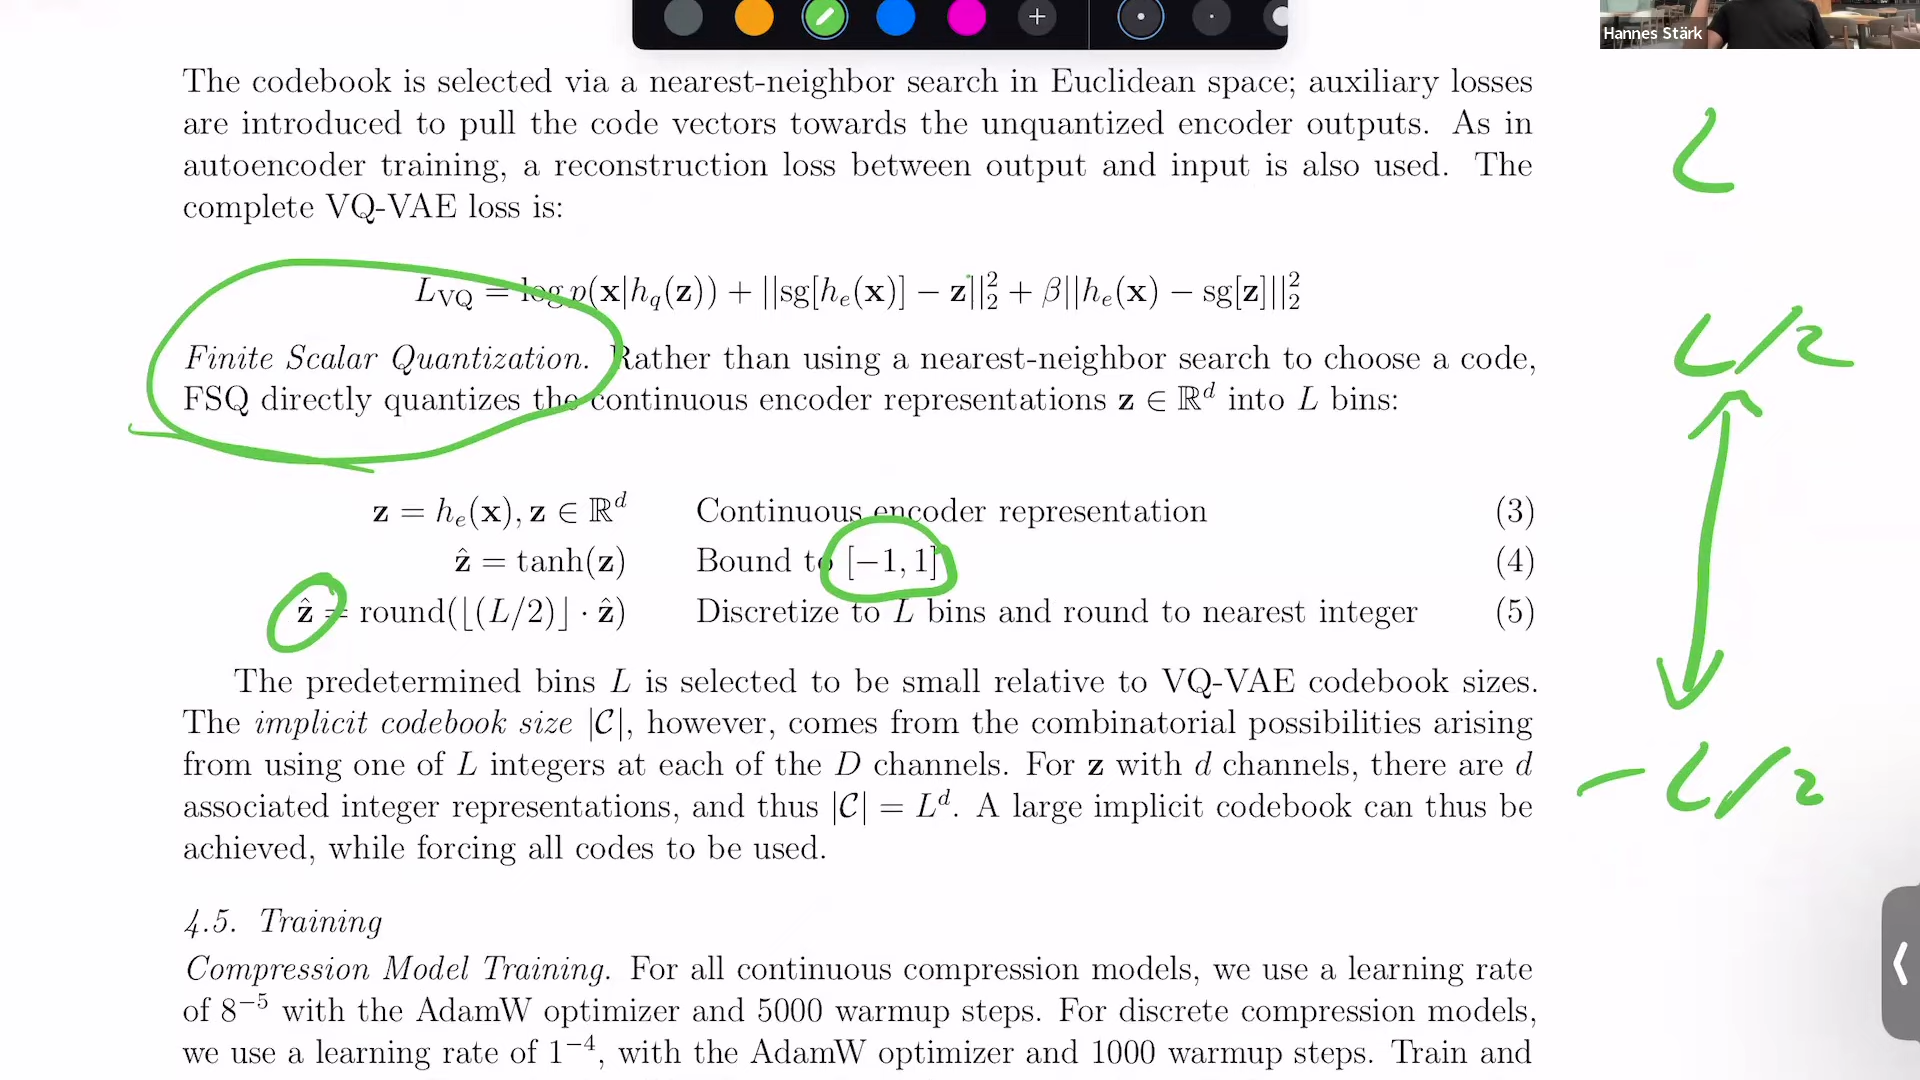 Hannes Stärk
The codebook is selected via a nearest-neighbor search in Euclidean space; auxiliary losses
are introduced to pull the code vectors towards the unquantized encoder outputs. As in
autoencoder training, a reconstruction loss between output and input is also used. The
complete VQ-VAE loss is:
L
L_VQ = log p(x|h_q(z)) + ||sg[h_e(x)] − z||₂² + β||h_e(x) − sg[z]||₂²
Finite Scalar Quantization. Rather than using a nearest-neighbor search to choose a code,
L/2
FSQ directly quantizes the continuous encoder representations z ∈ ℝ^d into L bins:
z = h_e(x), z ∈ ℝ^d Continuous encoder representation (3)
ẑ = tanh(z) Bound to [−1, 1] (4)
ẑ = round(⌊(L/2)⌋ · ẑ) Discretize to L bins and round to nearest integer (5)
The predetermined bins L is selected to be small relative to VQ-VAE codebook sizes.
The implicit codebook size |𝒞|, however, comes from the combinatorial possibilities arising
from using one of L integers at each of the D channels. For z with d channels, there are d
−L/2
associated integer representations, and thus |𝒞| = L^d. A large implicit codebook can thus be
achieved, while forcing all codes to be used.
4.5. Training
Compression Model Training. For all continuous compression models, we use a learning rate
of 8⁻⁵ with the AdamW optimizer and 5000 warmup steps. For discrete compression models,
we use a learning rate of 1⁻⁴, with the AdamW optimizer and 1000 warmup steps. Train and